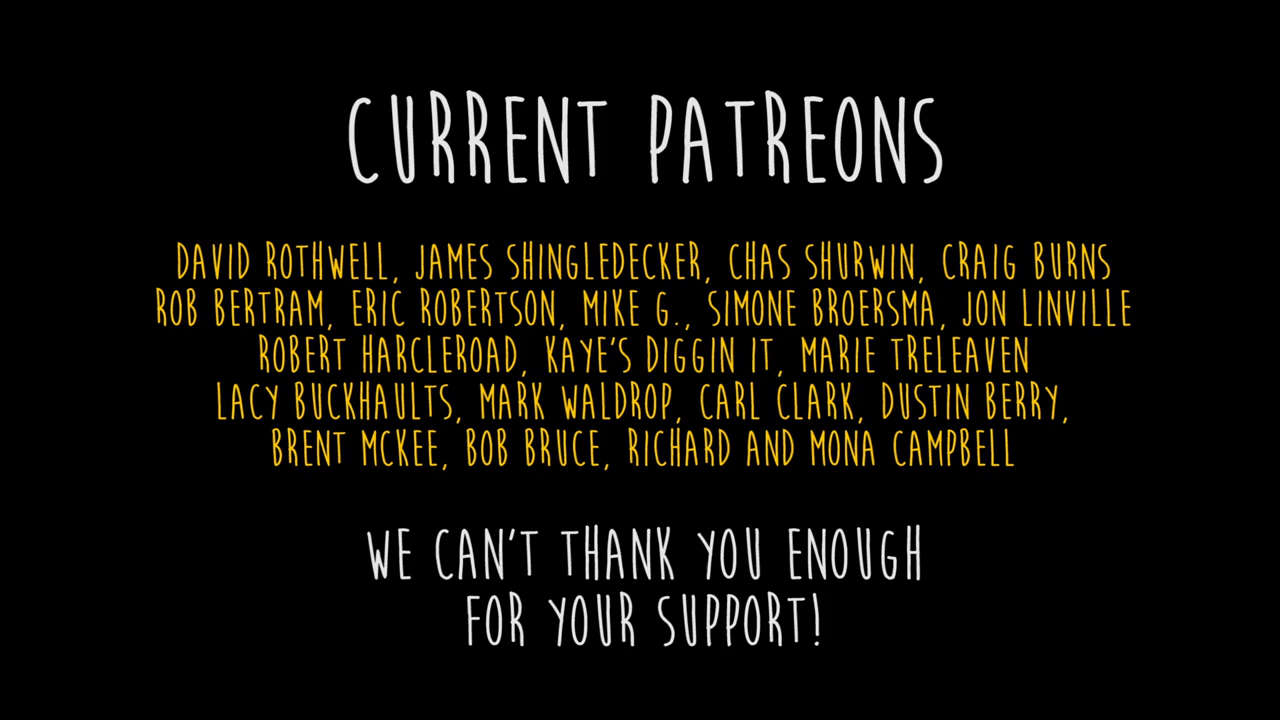 CURRENT PATREONS
DAVID ROTHWELL, JAMES SHINGLEDECKER, CHAS SHURWIN, CRAIG BURNS
ROB BERTRAM, ERIC ROBERTSON, MIKE G., SIMONE BROERSMA, JON LINVILLE
ROBERT HARCLEROAD, KAYE'S DIGGIN IT, MARIE TRELEAVEN
LACY BUCKHAULTS, MARK WALDROP, CARL CLARK, DUSTIN BERRY,
BRENT MCKEE, BOB BRUCE, RICHARD AND MONA CAMPBELL
WE CAN'T THANK YOU ENOUGH
FOR YOUR SUPPORT!